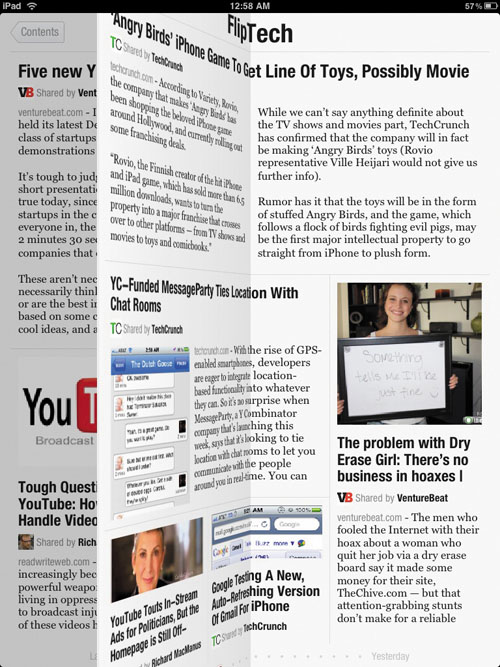 iPad
12:58 AM
57%
Contents
FlipTech
Five new Y
VB Shared by Vent
venturebeat.com - I
held its latest De
class of startups
demonstrations
It's tough to judg
short presentatio
true today, since
startups in the c
everyone in, the
2 minutes 30 sec
companies that
These aren't nec
necessarily think
or are the best in
based on some c
cool ideas, and a
You T
Broadcast
Tough Questi
YouTube: Ho
Handle Video
Shared by Richa
readwriteweb.com -
increasingly beco
powerful weapo
living in oppress
to broadcast inju
of these videos h
'Angry Birds' iPhone Game To Get Line Of Toys, Possibly Movie
TC Shared by TechCrunch
techcrunch.com - According to Variety, Rovio,
the company that makes 'Angry Birds' has
been shopping the beloved iPhone game
around Hollywood, and currently rolling out
some franchising deals.
"Rovio, the Finnish creator of the hit iPhone
and iPad game, which has sold more than 6.5
million downloads, wants to turn the
property into a major franchise that crosses
over to other platforms — from TV shows and
movies to toys and comicbooks."
While we can't say anything definite about
the TV shows and movies part, TechCrunch
has confirmed that the company will in fact
be making 'Angry Birds' toys (Rovio
representative Ville Heijari would not give us
further info).
Rumor has it that the toys will be in the form
of stuffed Angry Birds, and the game, which
follows a flock of birds fighting evil pigs, may
be the first major intellectual property to go
straight from iPhone to plush form.
YC-Funded MessageParty Ties Location With
Chat Rooms
TC Shared by TechCrunch
The Dutch Goose
techcrunch.com - With the rise of GPS-
enabled smartphones, developers
are eager to integrate location-
based functionality into whatever
they can. So it's no surprise when
MessageParty, a Y Combinator
company that's launching this
week, says that it's looking to tie
location with chat rooms to let you
communicate with the people
around you in real-time. You can
YouTube Touts In-Stream
Ads for Politicians, But the
Homepage is Still Off-
Shared by Richard MacManus
AT&T
AM
100%
Google
Gmail
Buzz
more
Google Testing A New,
Auto-Refreshing Version
Of Gmail For iPhone
TC Shared by TechCrunch
Something
tells me I'll be
just fine
The problem with Dry
Erase Girl: There's no
business in hoaxes |
VB Shared by VentureBeat
venturebeat.com - The men who
fooled the Internet with their
hoax about a woman who
quit her job via a dry erase
board say it made some
money for their site,
TheChive.com — but that
attention-grabbing stunts
don't make for a reliable
Yesterday